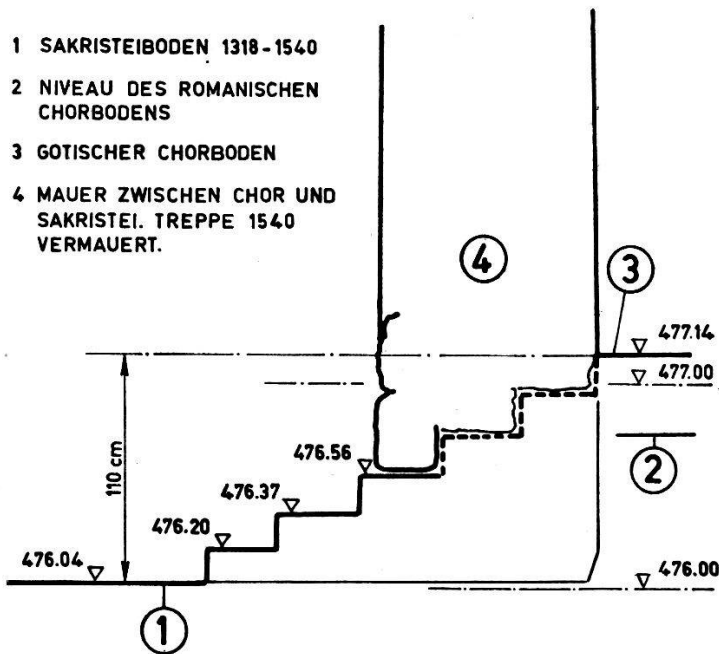 1 SAKRISTEIBODEN 1318-1540
2 NIVEAU DES ROMANISCHEN
CHORBODENS
3 GOTISCHER CHORBODEN
4 MAUER ZWISCHEN CHOR UND
SAKRISTEI. TREPPE 1540
VERMAUERT.
4
3
477.14
477.00
2
476.56
476.37
476.20
476.04
110 cm
476.00
1